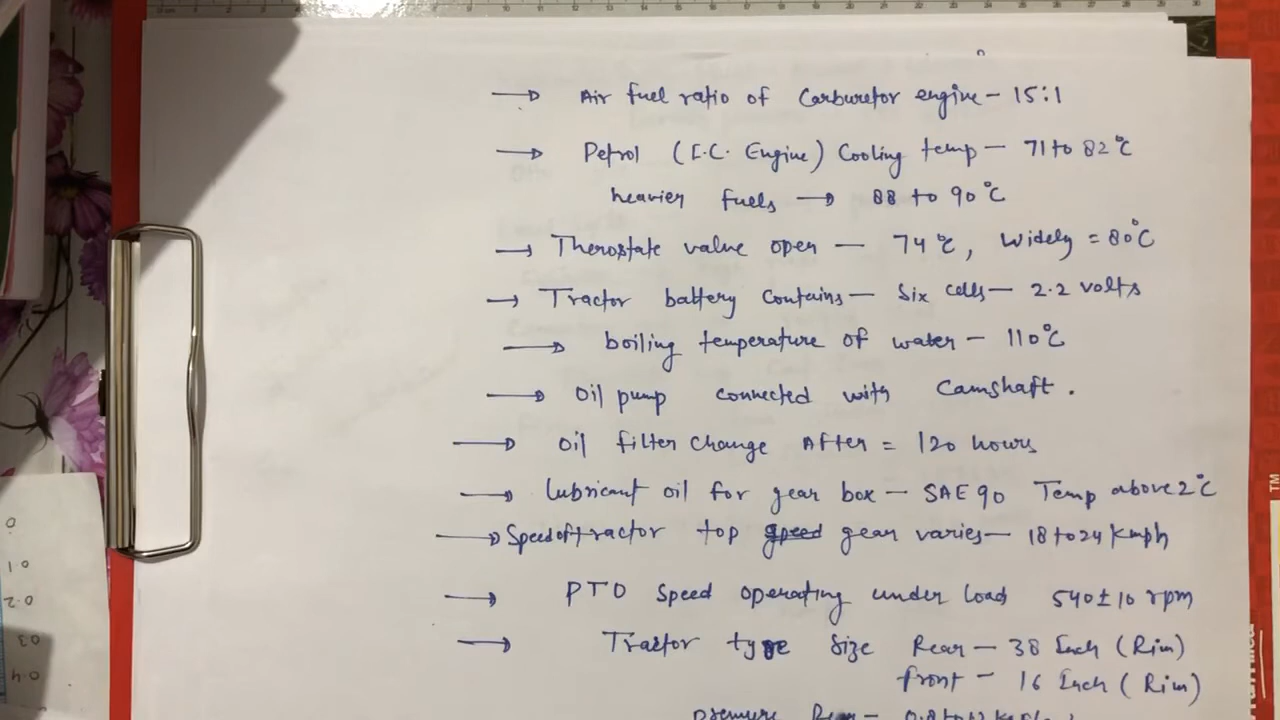 → Air fuel ratio of Carburetor engine - 15:1
→ Petrol (I.C. Engine) Cooling temp - 71 to 82°C
heavier fuels → 88 to 90°C
→ Therostate value open - 74°C, Widely = 80°C
→ Tractor battery Contains - Six cells - 2.2 volts
→ boiling temperature of water - 110°C
→ Oil pump connected with Camshaft.
→ Oil filter change After = 120 hours
→ Lubricant oil for gear box - SAE 90 Temp above 2°C
→ Speed of tractor top speed gear varies - 18 to 24 Kmph
→ PTO Speed operating under load 540 ± 10 rpm
→ Tractor tyre Size Rear - 38 Inch (Rim)
front - 16 Inch (Rim)